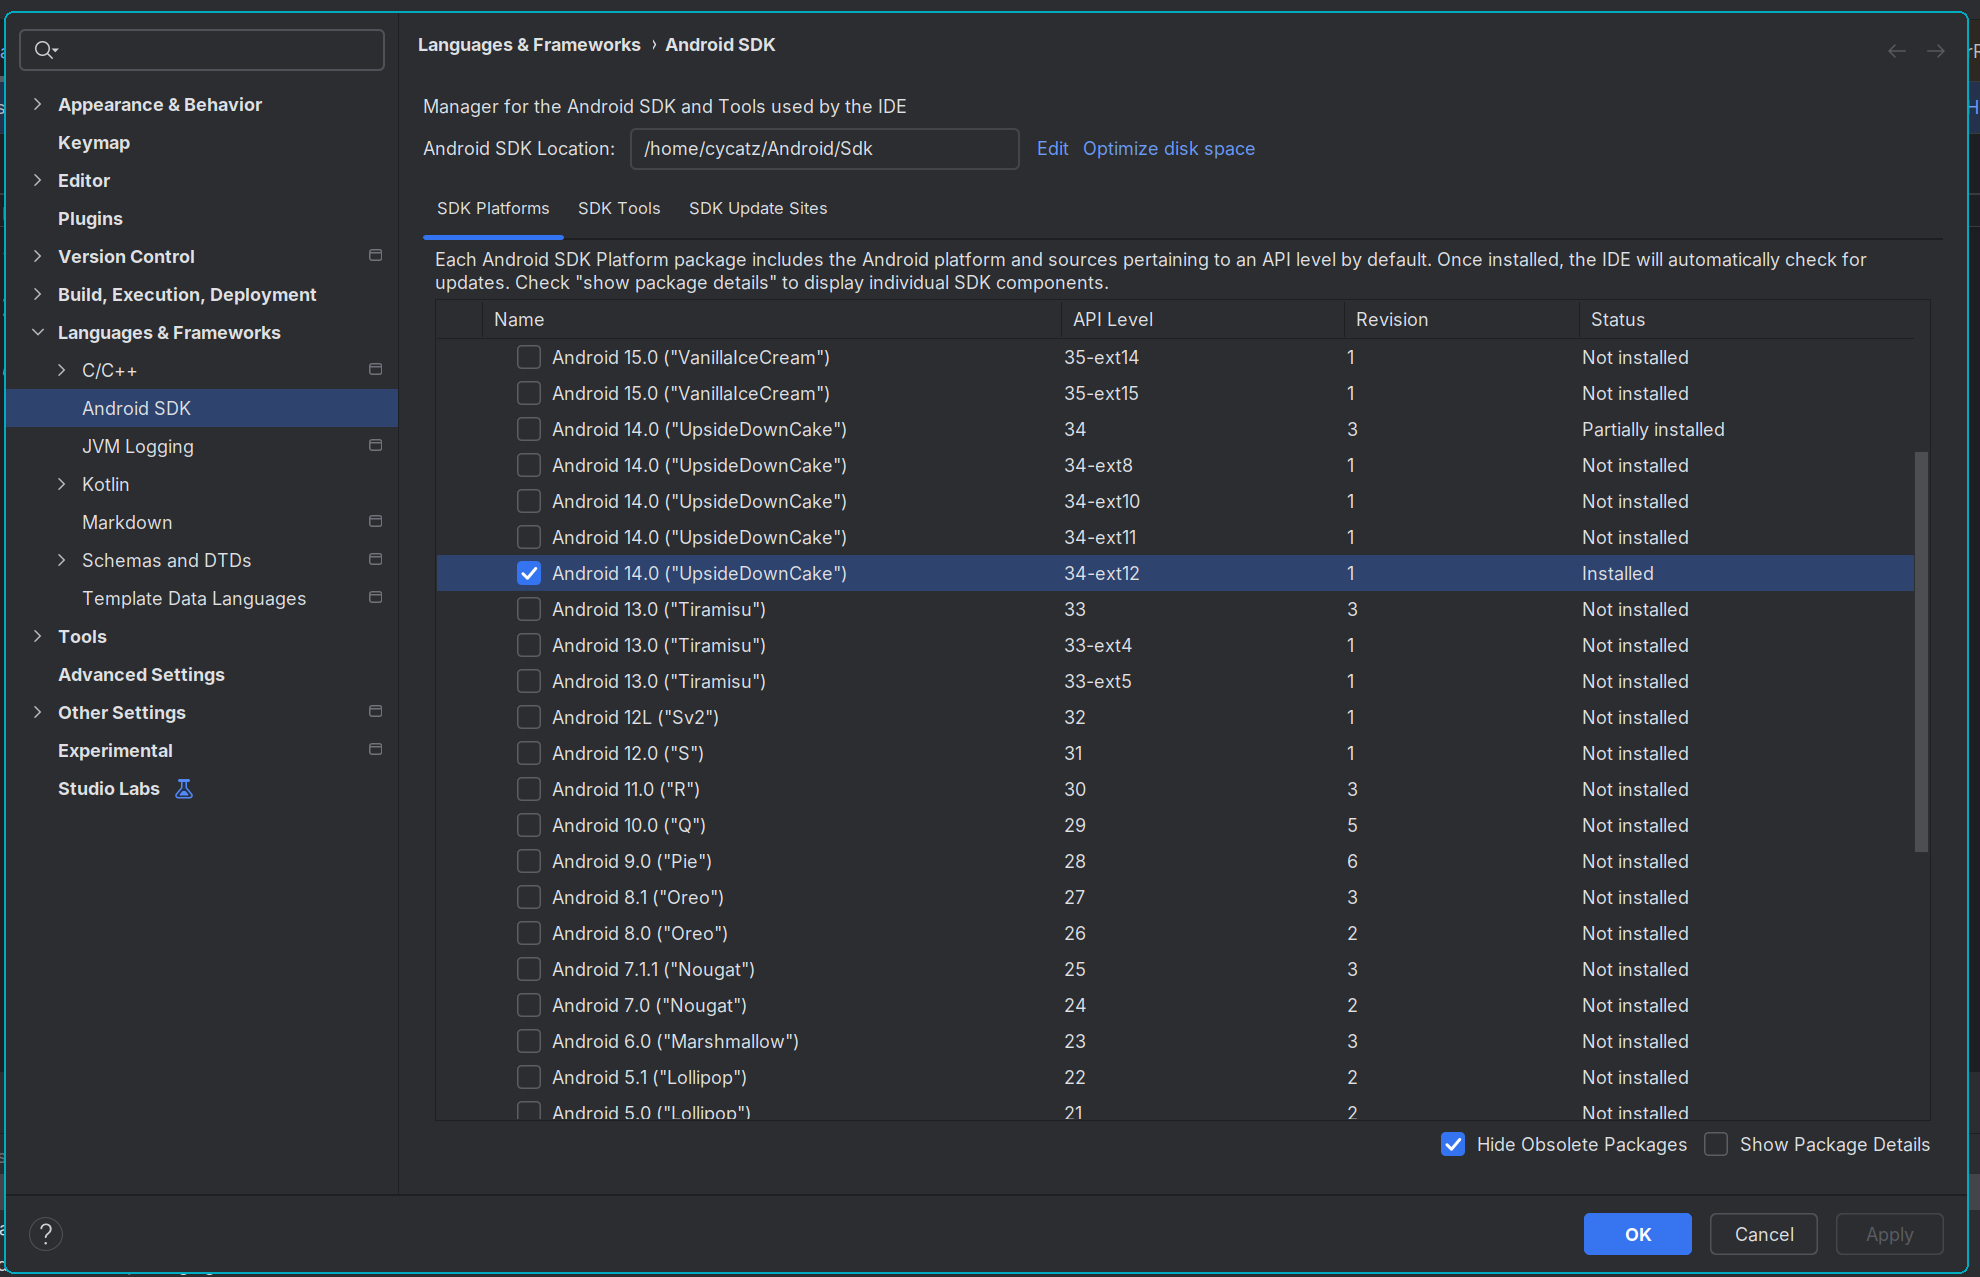 Languages & Frameworks › Android SDK
Appearance & Behavior
Keymap
Editor
Plugins
Version Control
Build, Execution, Deployment
Languages & Frameworks
C/C++
Android SDK
JVM Logging
Kotlin
Markdown
Schemas and DTDs
Template Data Languages
Tools
Advanced Settings
Other Settings
Experimental
Studio Labs
Manager for the Android SDK and Tools used by the IDE
Android SDK Location: /home/cycatz/Android/Sdk Edit Optimize disk space
SDK Platforms SDK Tools SDK Update Sites
Each Android SDK Platform package includes the Android platform and sources pertaining to an API level by default. Once installed, the IDE will automatically check for
updates. Check "show package details" to display individual SDK components.
Name API Level Revision Status
Android 15.0 ("VanillaIceCream") 35-ext14 1 Not installed
Android 15.0 ("VanillaIceCream") 35-ext15 1 Not installed
Android 14.0 ("UpsideDownCake") 34 3 Partially installed
Android 14.0 ("UpsideDownCake") 34-ext8 1 Not installed
Android 14.0 ("UpsideDownCake") 34-ext10 1 Not installed
Android 14.0 ("UpsideDownCake") 34-ext11 1 Not installed
Android 14.0 ("UpsideDownCake") 34-ext12 1 Installed
Android 13.0 ("Tiramisu") 33 3 Not installed
Android 13.0 ("Tiramisu") 33-ext4 1 Not installed
Android 13.0 ("Tiramisu") 33-ext5 1 Not installed
Android 12L ("Sv2") 32 1 Not installed
Android 12.0 ("S") 31 1 Not installed
Android 11.0 ("R") 30 3 Not installed
Android 10.0 ("Q") 29 5 Not installed
Android 9.0 ("Pie") 28 6 Not installed
Android 8.1 ("Oreo") 27 3 Not installed
Android 8.0 ("Oreo") 26 2 Not installed
Android 7.1.1 ("Nougat") 25 3 Not installed
Android 7.0 ("Nougat") 24 2 Not installed
Android 6.0 ("Marshmallow") 23 3 Not installed
Android 5.1 ("Lollipop") 22 2 Not installed
Android 5.0 ("Lollipop") 21 2 Not installed
Hide Obsolete Packages Show Package Details
? OK Cancel Apply